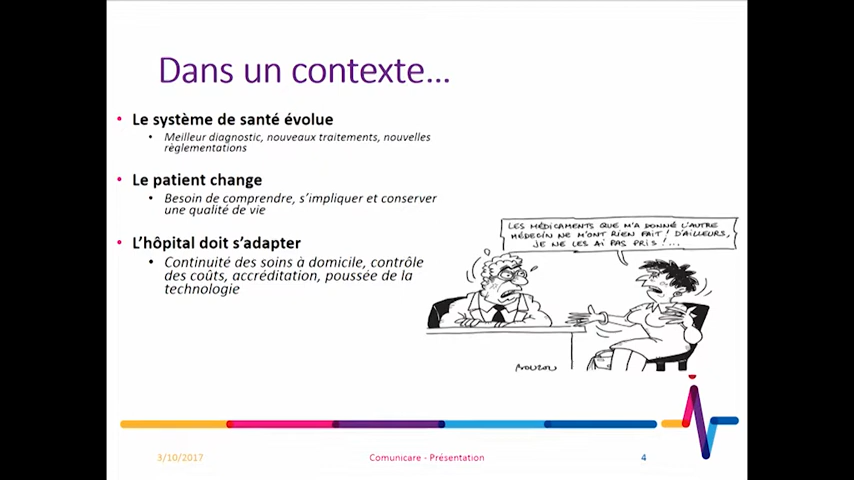 Dans un contexte...
• Le système de santé évolue
• Meilleur diagnostic, nouveaux traitements, nouvelles
règlementations
• Le patient change
• Besoin de comprendre, s'impliquer et conserver
une qualité de vie
• L'hôpital doit s'adapter
• Continuité des soins à domicile, contrôle
des coûts, accréditation, poussée de la
technologie
LES MÉDICAMENTS QUE M'A DONNÉ L'AUTRE
MÉDECIN NE M'ONT RIEN FAIT ! D'AILLEURS,
JE NE LES AI PAS PRIS !...
3/10/2017
Comunicare - Présentation
4